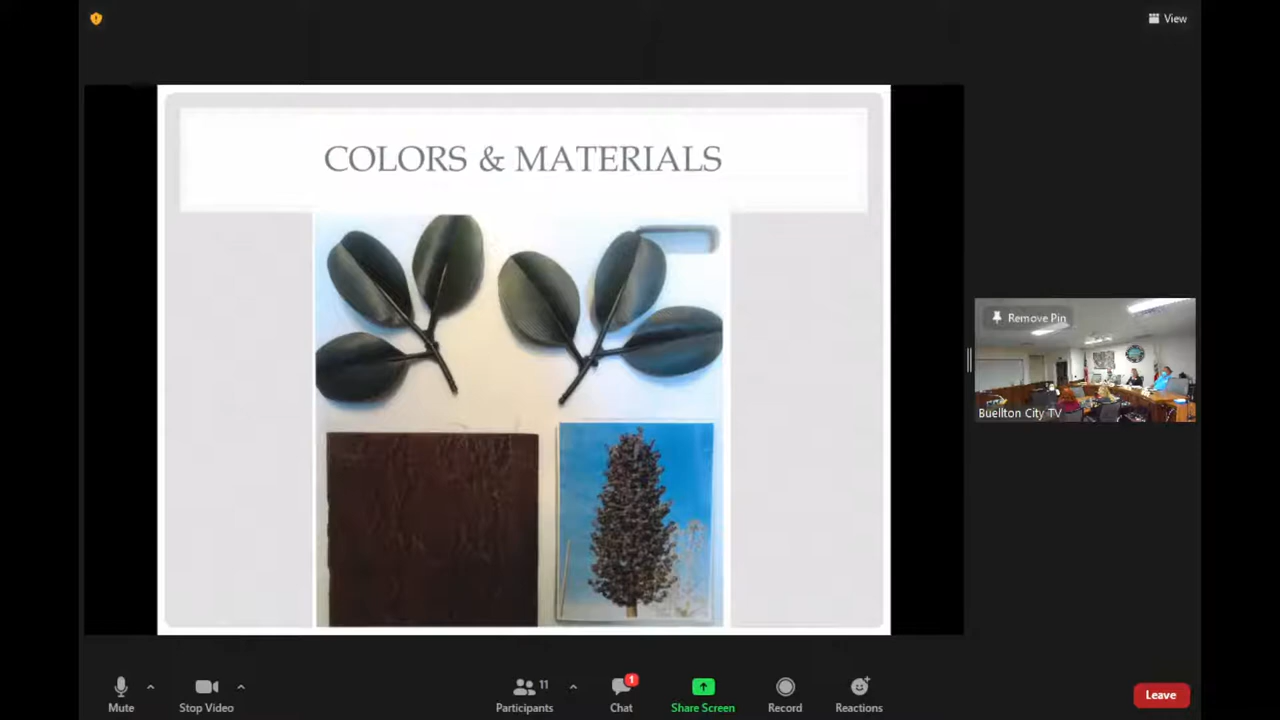 View
COLORS & MATERIALS
Remove Pin
Buellton City TV
Mute
Stop Video
11
Participants
1
Chat
Share Screen
Record
Reactions
Leave